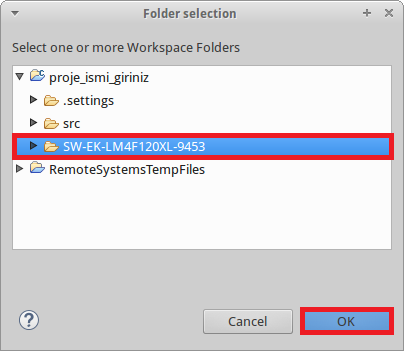 Folder selection
Select one or more Workspace Folders
proje_ismi_giriniz
.settings
src
SW-EK-LM4F120XL-9453
RemoteSystemsTempFiles
?
Cancel
OK